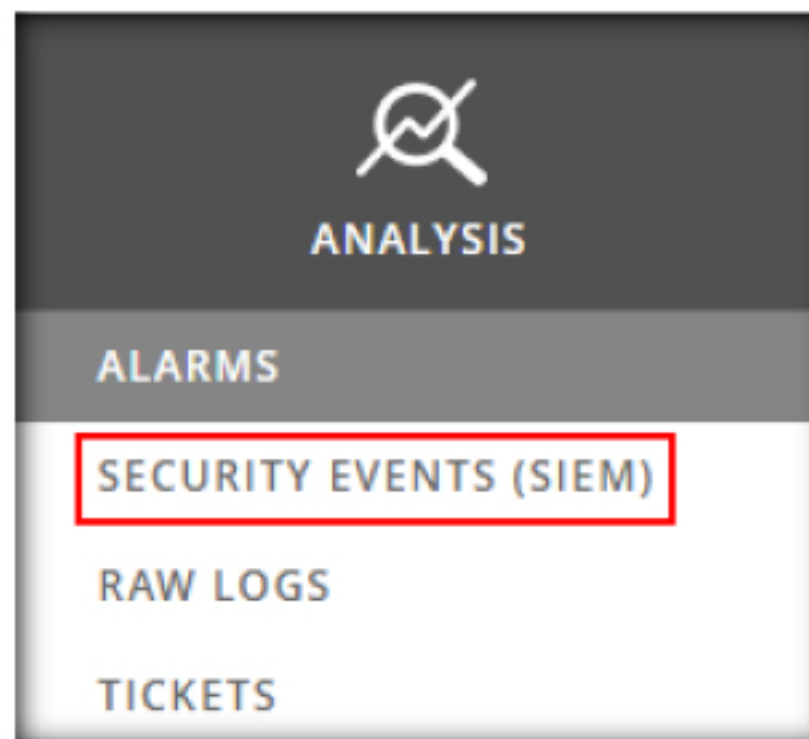 ANALYSIS
ALARMS
SECURITY EVENTS (SIEM)
RAW LOGS
TICKETS